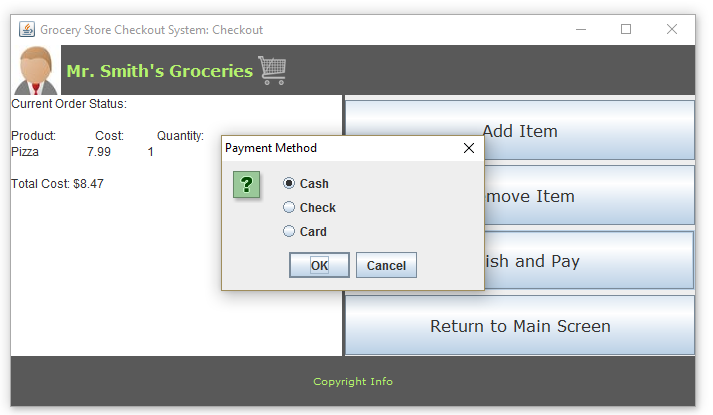 Grocery Store Checkout System: Checkout
Mr. Smith's Groceries
Current Order Status:
Product: Cost: Quantity:
Pizza 7.99 1
Total Cost: $8.47
Payment Method
?
Cash
Check
Card
OK Cancel
Add Item
move Item
ish and Pay
Return to Main Screen
Copyright Info